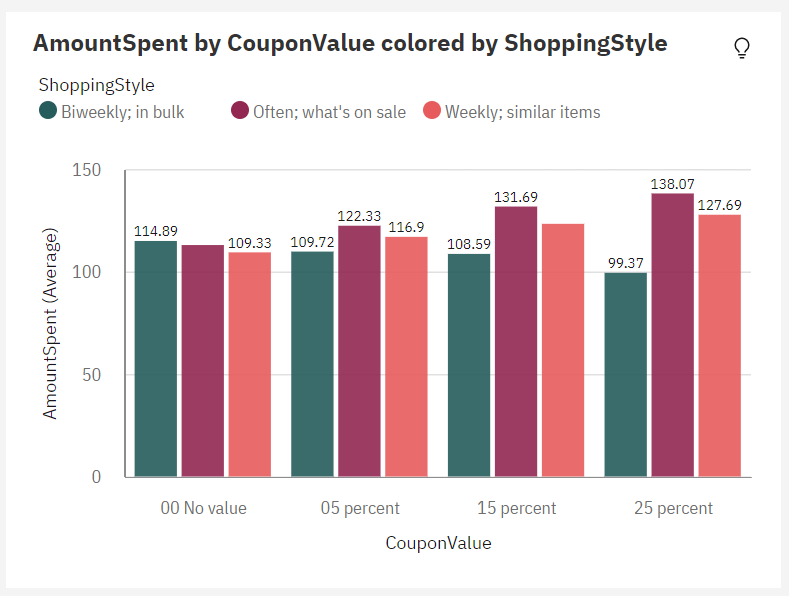 AmountSpent by CouponValue colored by ShoppingStyle
ShoppingStyle
Biweekly; in bulk Often; what's on sale Weekly; similar items
AmountSpent (Average)
150
100
50
0
114.89 109.33 109.72 122.33 116.9 108.59 131.69 99.37 138.07 127.69
00 No value 05 percent 15 percent 25 percent
CouponValue